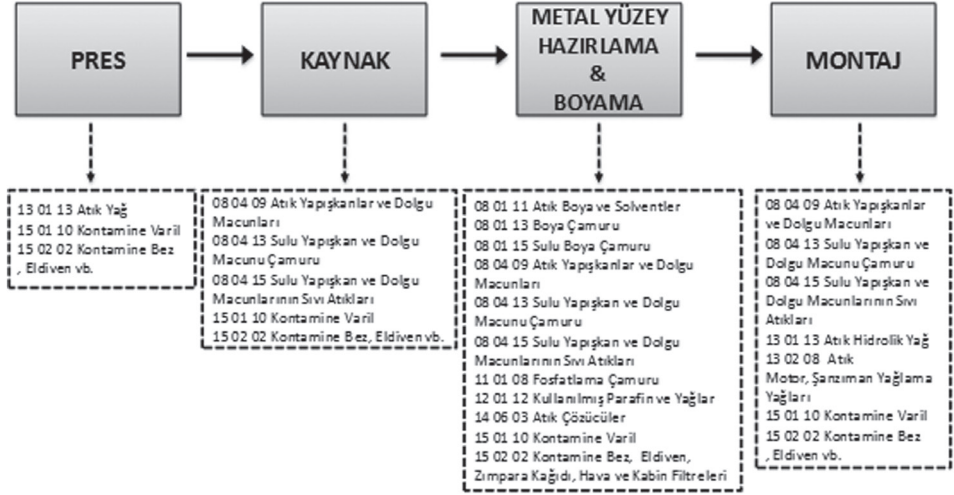 PRES
KAYNAK
METAL YÜZEY
HAZIRLAMA
&
BOYAMA
MONTAJ
13 01 13 Atık Yağ
15 01 10 Kontamine Varil
15 02 02 Kontamine Bez
, Eldiven vb.
08 04 09 Atık Yapışkanlar ve Dolgu
Macunları
08 04 13 Sulu Yapışkan ve Dolgu
Macunu Çamuru
08 04 15 Sulu Yapışkan ve Dolgu
Macunlarının Sıvı Atıkları
15 01 10 Kontamine Varil
15 02 02 Kontamine Bez, Eldiven vb.
08 01 11 Atık Boya ve Solventler
08 01 13 Boya Çamuru
08 01 15 Sulu Boya Çamuru
08 04 09 Atık Yapışkanlar ve Dolgu
Macunları
08 04 13 Sulu Yapışkan ve Dolgu
Macunu Çamuru
08 04 15 Sulu Yapışkan ve Dolgu
Macunlarının Sıvı Atıkları
11 01 08 Fosfatlama Çamuru
12 01 12 Kullanılmış Parafin ve Yağlar
14 06 03 Atık Çözücüler
15 01 10 Kontamine Varil
15 02 02 Kontamine Bez, Eldiven,
Zımpara Kağıdı, Hava ve Kabin Filtreleri
08 04 09 Atık Yapışkanlar
ve Dolgu Macunları
08 04 13 Sulu Yapışkan ve
Dolgu Macunu Çamuru
08 04 15 Sulu Yapışkan ve
Dolgu Macunlarının Sıvı
Atıkları
13 01 13 Atık Hidrolik Yağ
13 02 08 Atık
Motor, Şanzıman Yağlama
Yağları
15 01 10 Kontamine Varil
15 02 02 Kontamine Bez
, Eldiven vb.